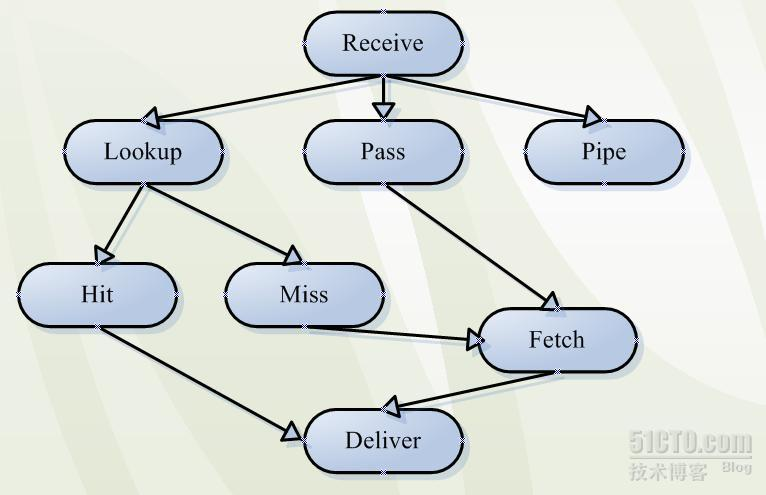 Receive
Lookup
Pass
Pipe
Hit
Miss
Fetch
Deliver
51CTO.com
技术博客 Blog